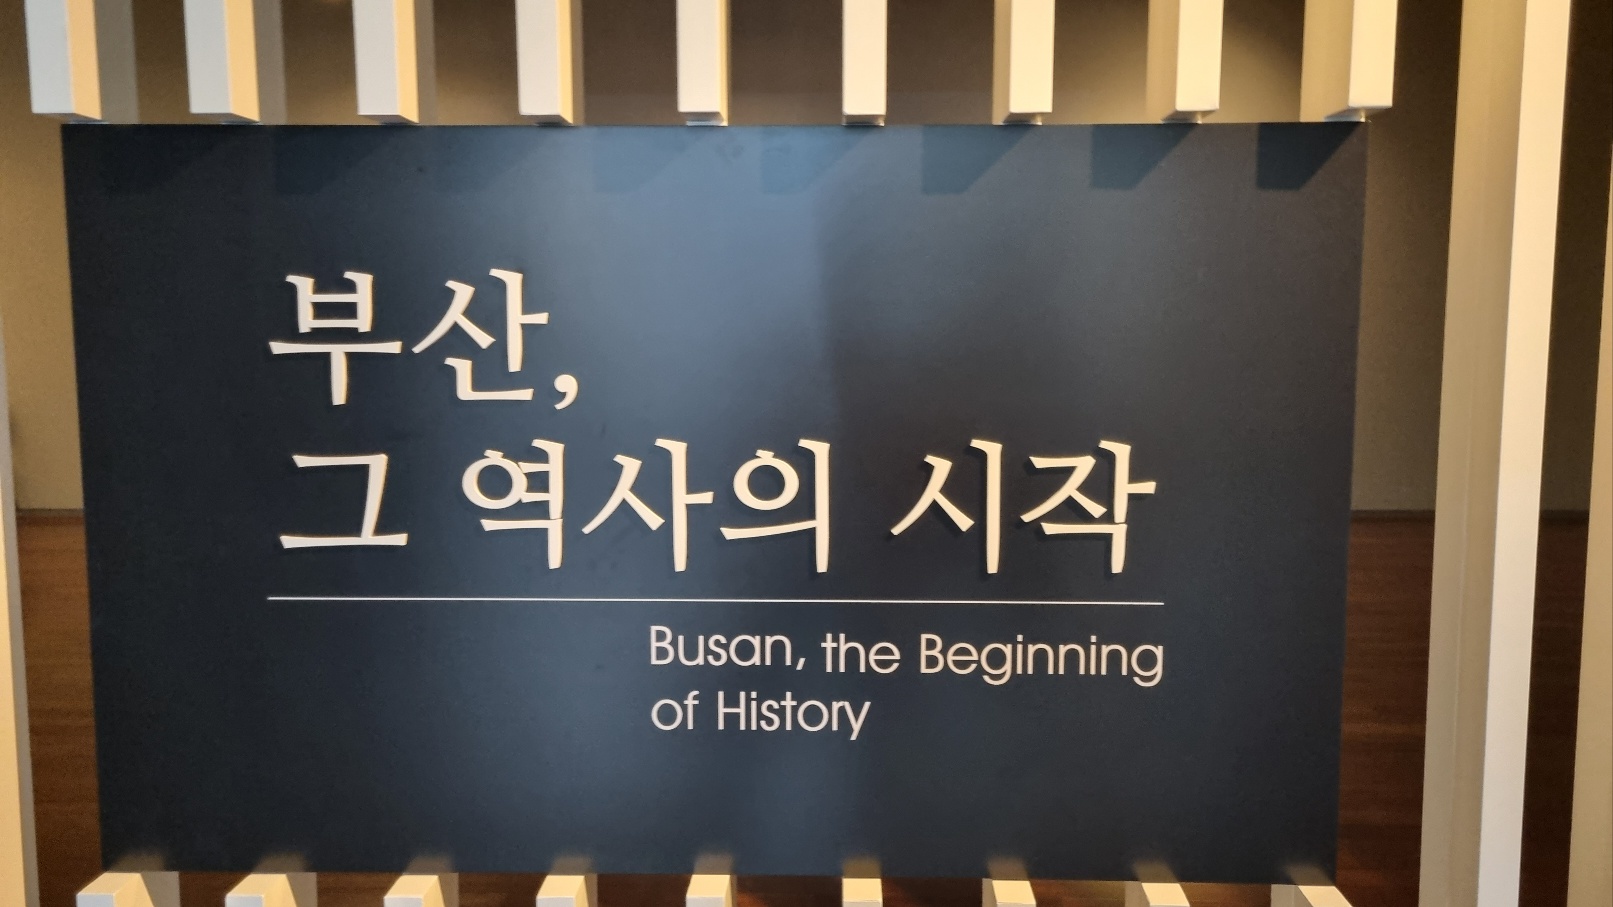 부산,
그 역사의 시작
Busan, the Beginning
of History